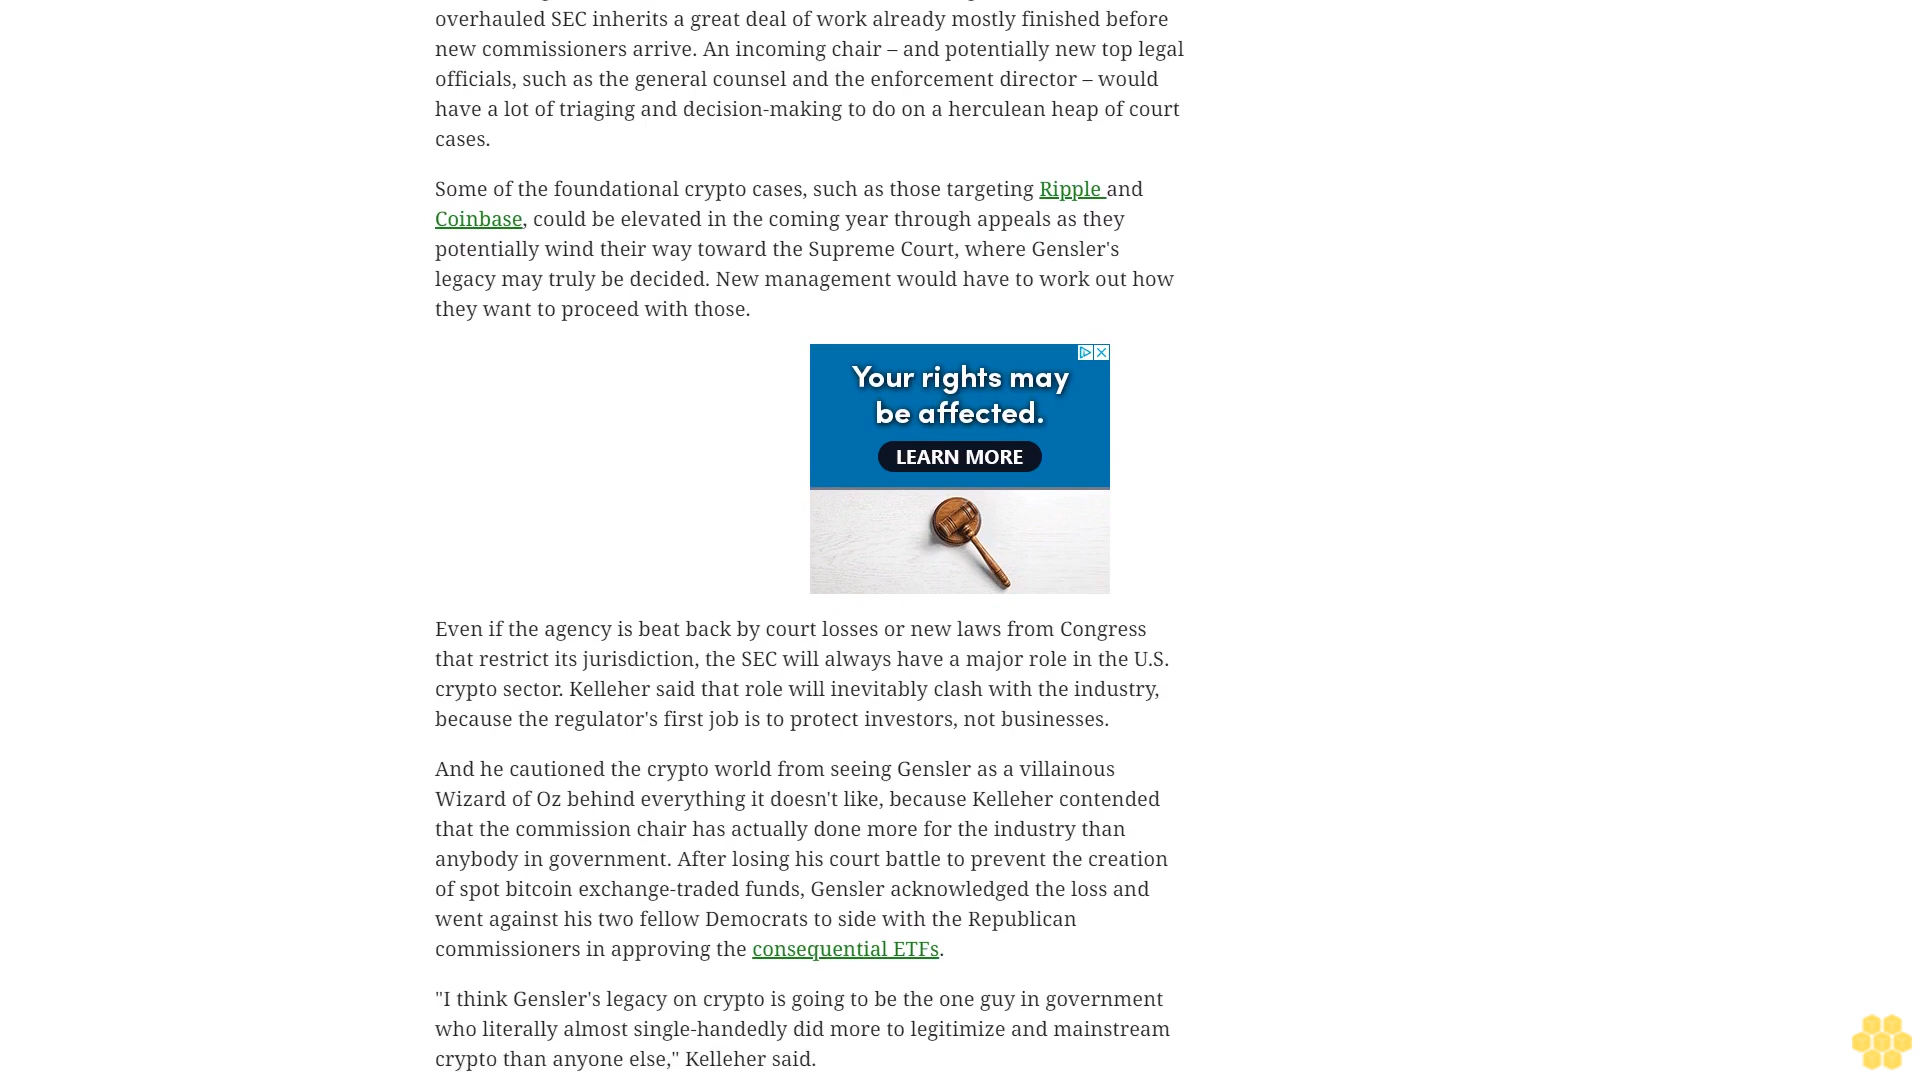 overhauled SEC inherits a great deal of work already mostly finished before
new commissioners arrive. An incoming chair – and potentially new top legal
officials, such as the general counsel and the enforcement director – would
have a lot of triaging and decision-making to do on a herculean heap of court
cases.
Some of the foundational crypto cases, such as those targeting Ripple and
Coinbase, could be elevated in the coming year through appeals as they
potentially wind their way toward the Supreme Court, where Gensler's
legacy may truly be decided. New management would have to work out how
they want to proceed with those.
Your rights may
be affected.
LEARN MORE
Even if the agency is beat back by court losses or new laws from Congress
that restrict its jurisdiction, the SEC will always have a major role in the U.S.
crypto sector. Kelleher said that role will inevitably clash with the industry,
because the regulator's first job is to protect investors, not businesses.
And he cautioned the crypto world from seeing Gensler as a villainous
Wizard of Oz behind everything it doesn't like, because Kelleher contended
that the commission chair has actually done more for the industry than
anybody in government. After losing his court battle to prevent the creation
of spot bitcoin exchange-traded funds, Gensler acknowledged the loss and
went against his two fellow Democrats to side with the Republican
commissioners in approving the consequential ETFs.
"I think Gensler's legacy on crypto is going to be the one guy in government
who literally almost single-handedly did more to legitimize and mainstream
crypto than anyone else," Kelleher said.